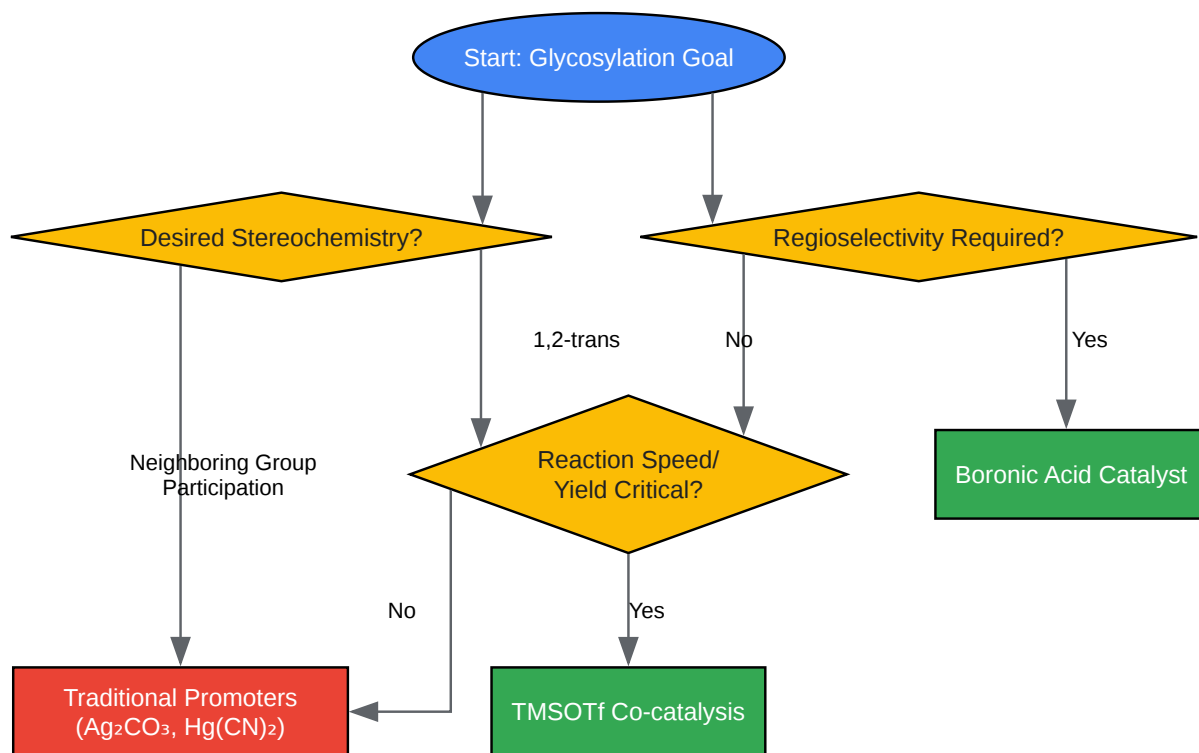 Start: Glycosylation Goal
Desired Stereochemistry?
Regioselectivity Required?
1,2-trans
No
Yes
Neighboring Group
Participation
Reaction Speed/
Yield Critical?
Boronic Acid Catalyst
No
Yes
Traditional Promoters
(Ag₂CO₃, Hg(CN)₂)
TMSOTf Co-catalysis